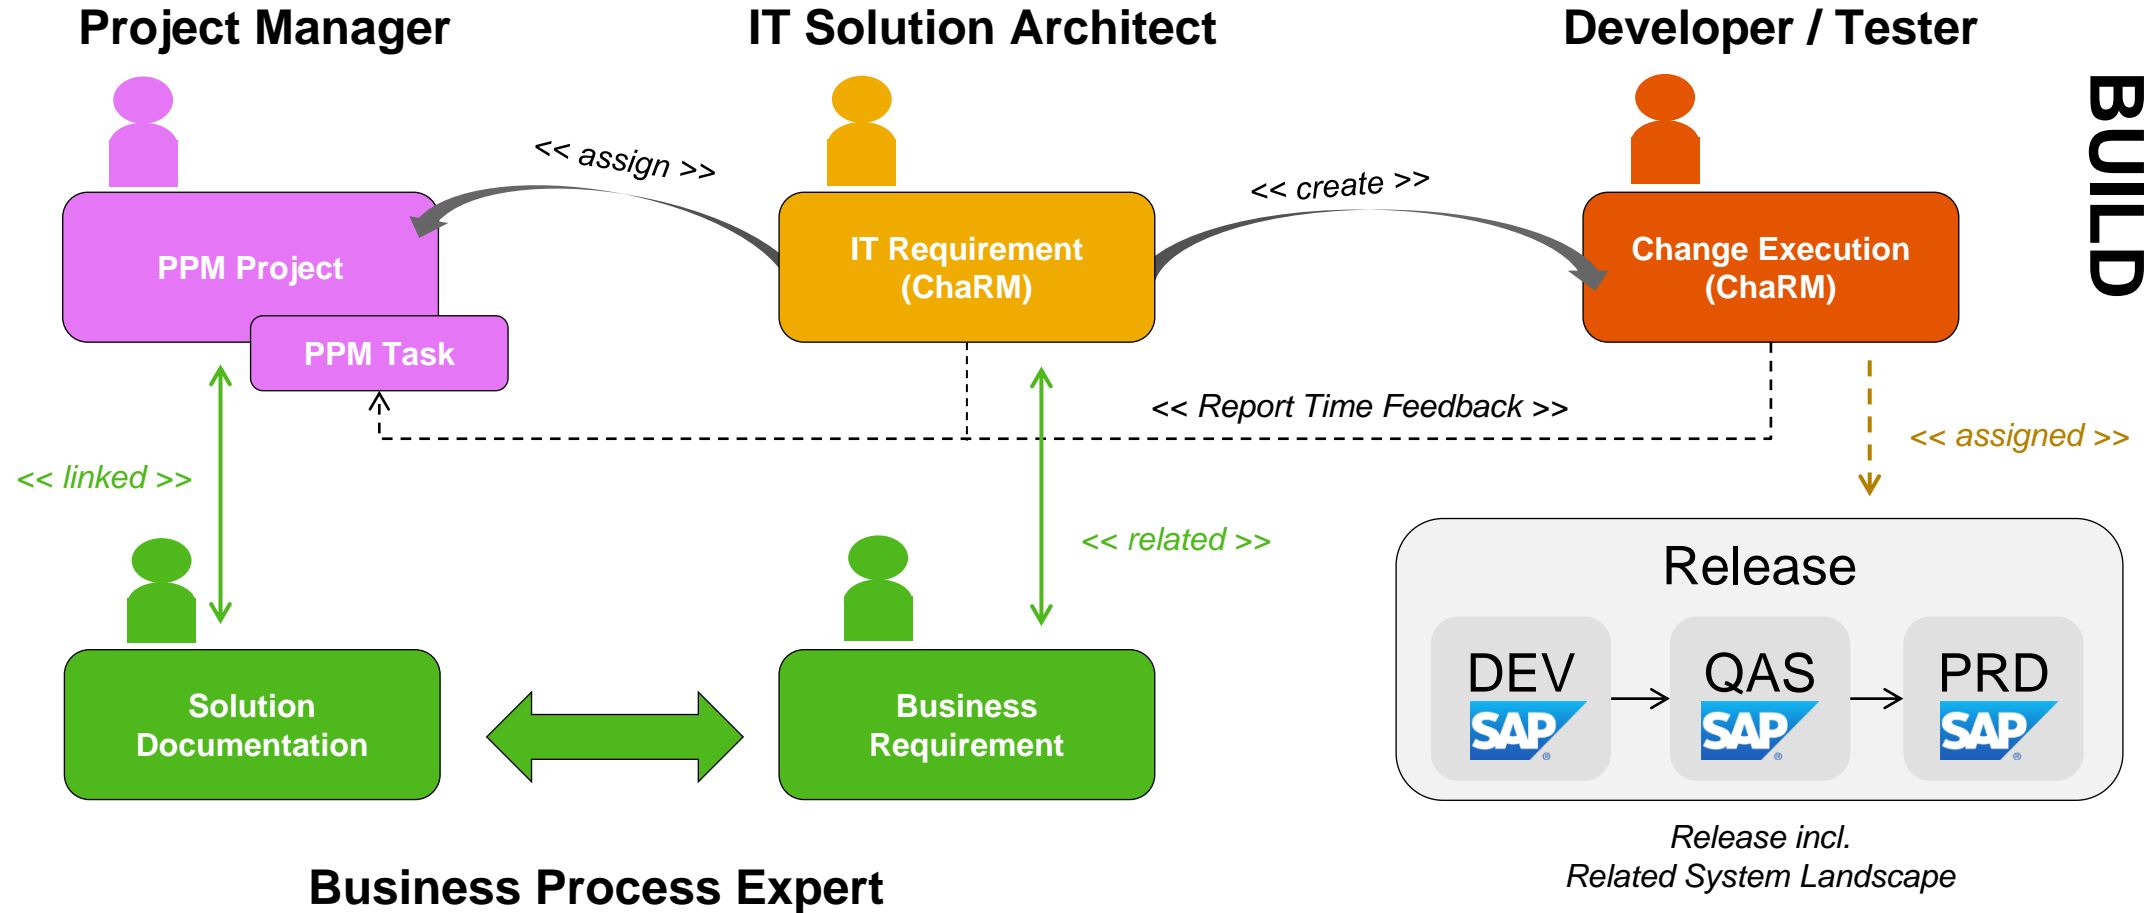 Project Manager
IT Solution Architect
Developer / Tester
BUILD
<< assign >>
<< create >>
PPM Project
IT Requirement
(ChaRM)
Change Execution
(ChaRM)
PPM Task
<< Report Time Feedback >>
<< assigned >>
<< linked >>
<< related >>
Release
DEV
SAP®
QAS
SAP®
PRD
SAP®
Solution
Documentation
Business
Requirement
Release incl.
Related System Landscape
Business Process Expert